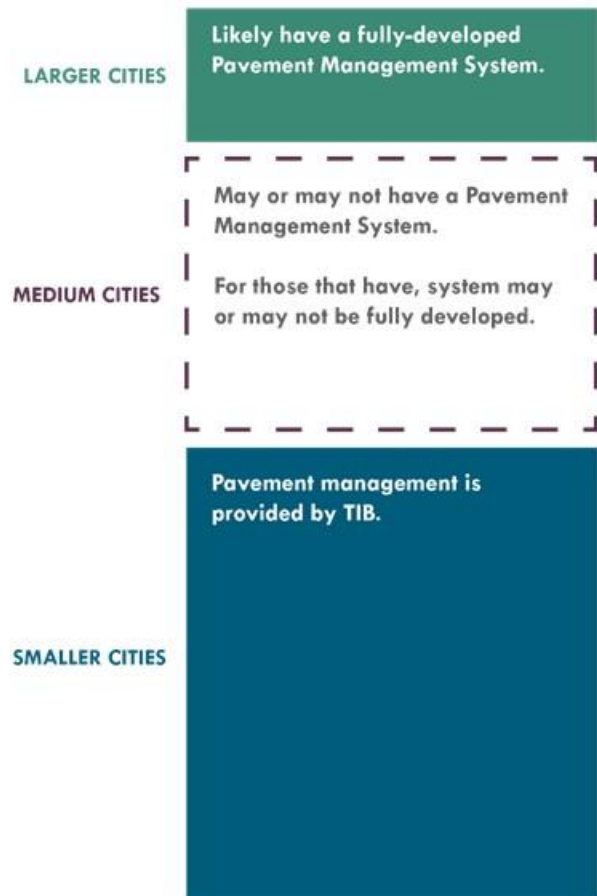 LARGER CITIES
Likely have a fully-developed
Pavement Management System.
MEDIUM CITIES
May or may not have a Pavement
Management System.
For those that have, system may
or may not be fully developed.
SMALLER CITIES
Pavement management is
provided by TIB.